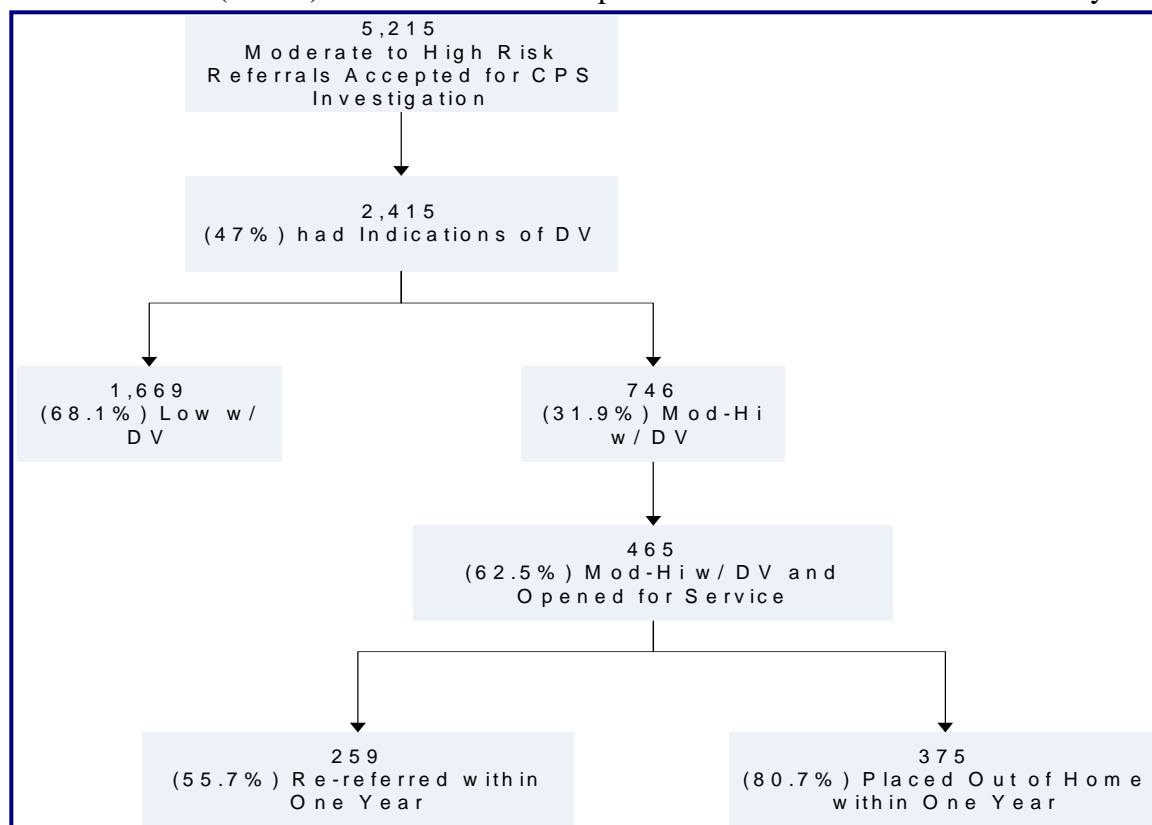 5,215
Moderate to High Risk
Referrals Accepted for CPS
Investigation
2,415
(47%) had Indications of DV
1,669
(68.1%) Low w/
DV
746
(31.9%) Mod-Hi
w/ DV
465
(62.5%) Mod-Hi w/ DV and
Opened for Service
259
(55.7%) Re-referred within
One Year
375
(80.7%) Placed Out of Home
within One Year